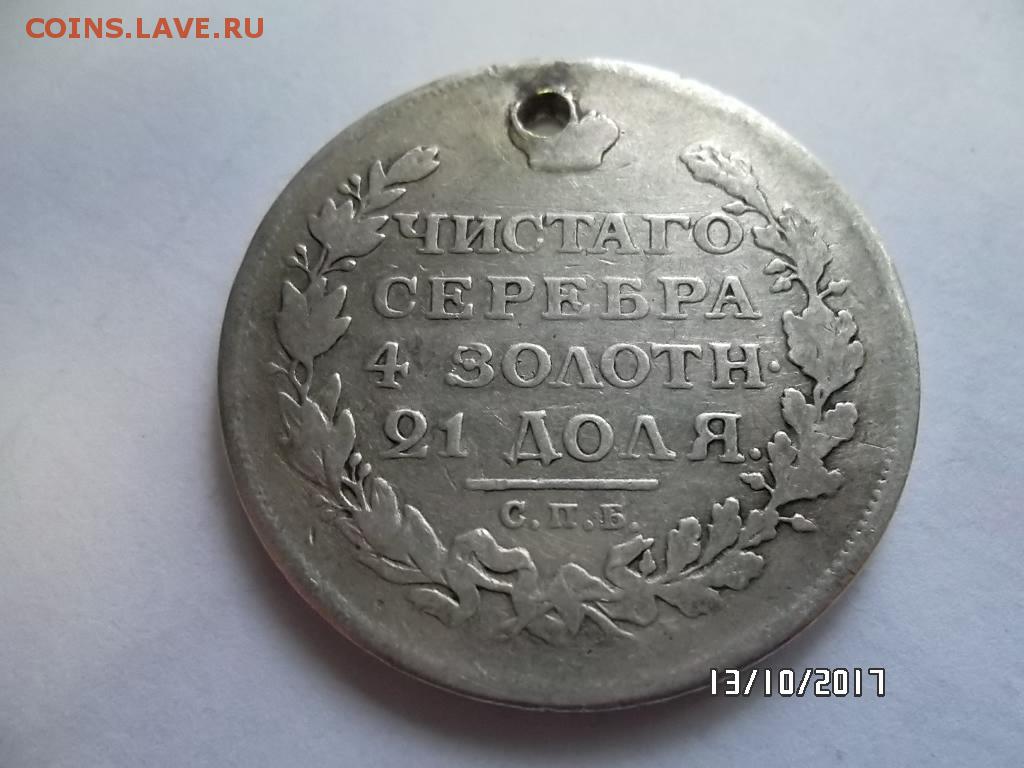 COINS.LAVE.RU
ЧИСТАГО
СЕРЕБРА
4 ЗОЛОТН.
21 ДОЛЯ.
С.П.Б.
13/10/2017